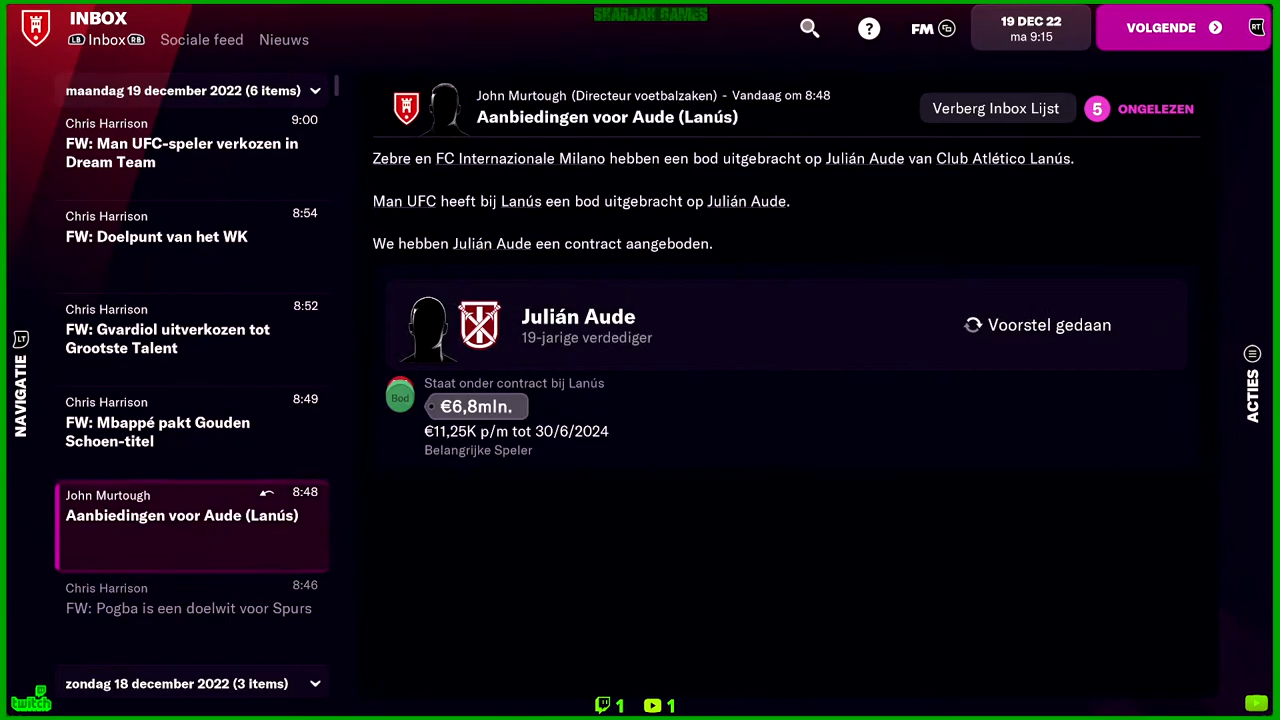 SKARJAH GAMES
INBOX
LB Inbox RB Sociale feed Nieuws
FM
19 DEC 22
ma 9:15
VOLGENDE
RT
maandag 19 december 2022 (6 items)
Chris Harrison 9:00
FW: Man UFC-speler verkozen in
Dream Team
Chris Harrison 8:54
FW: Doelpunt van het WK
Chris Harrison 8:52
FW: Gvardiol uitverkozen tot
Grootste Talent
Chris Harrison 8:49
FW: Mbappé pakt Gouden
Schoen-titel
John Murtough 8:48
Aanbiedingen voor Aude (Lanús)
Chris Harrison 8:46
FW: Pogba is een doelwit voor Spurs
zondag 18 december 2022 (3 items)
LT
NAVIGATIE
John Murtough (Directeur voetbalzaken) - Vandaag om 8:48
Aanbiedingen voor Aude (Lanús)
Verberg Inbox Lijst
5 ONGELEZEN
Zebre en FC Internazionale Milano hebben een bod uitgebracht op Julián Aude van Club Atlético Lanús.
Man UFC heeft bij Lanús een bod uitgebracht op Julián Aude.
We hebben Julián Aude een contract aangeboden.
Julián Aude
19-jarige verdediger
Voorstel gedaan
Bod
Staat onder contract bij Lanús
€6,8mln.
€11,25K p/m tot 30/6/2024
Belangrijke Speler
ACTIES
twitch
1
1